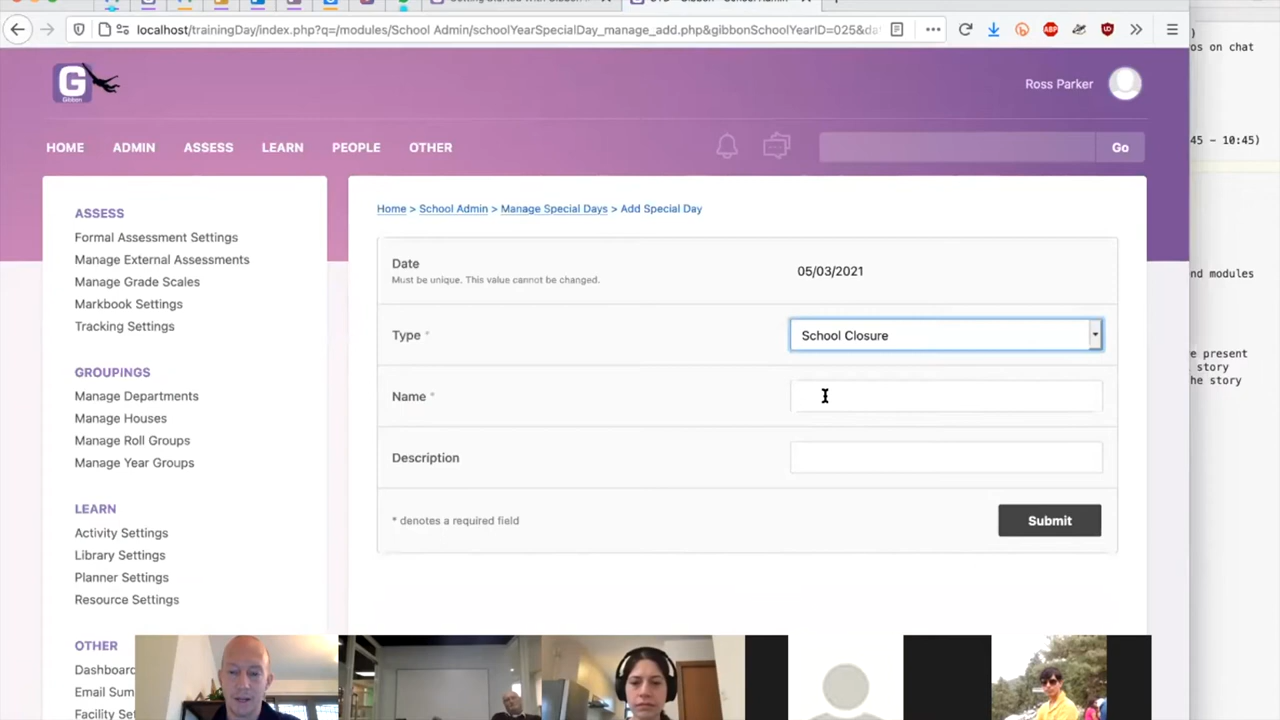 localhost/trainingDay/index.php?q=/modules/School Admin/schoolYearSpecialDay_manage_add.php&gibbonSchoolYearID=025&da
ABP
os on chat
G
Gibbon
Ross Parker
HOME
ADMIN
ASSESS
LEARN
PEOPLE
OTHER
Go
45 - 10:45)
ASSESS
Formal Assessment Settings
Manage External Assessments
Manage Grade Scales
Markbook Settings
Tracking Settings
GROUPINGS
Manage Departments
Manage Houses
Manage Roll Groups
Manage Year Groups
LEARN
Activity Settings
Library Settings
Planner Settings
Resource Settings
OTHER
Dashboard
Email Sum
Facility Set
Home > School Admin > Manage Special Days > Add Special Day
Date
Must be unique. This value cannot be changed.
05/03/2021
Type *
School Closure
Name *
Description
* denotes a required field
Submit
nd modules
e present
story
he story